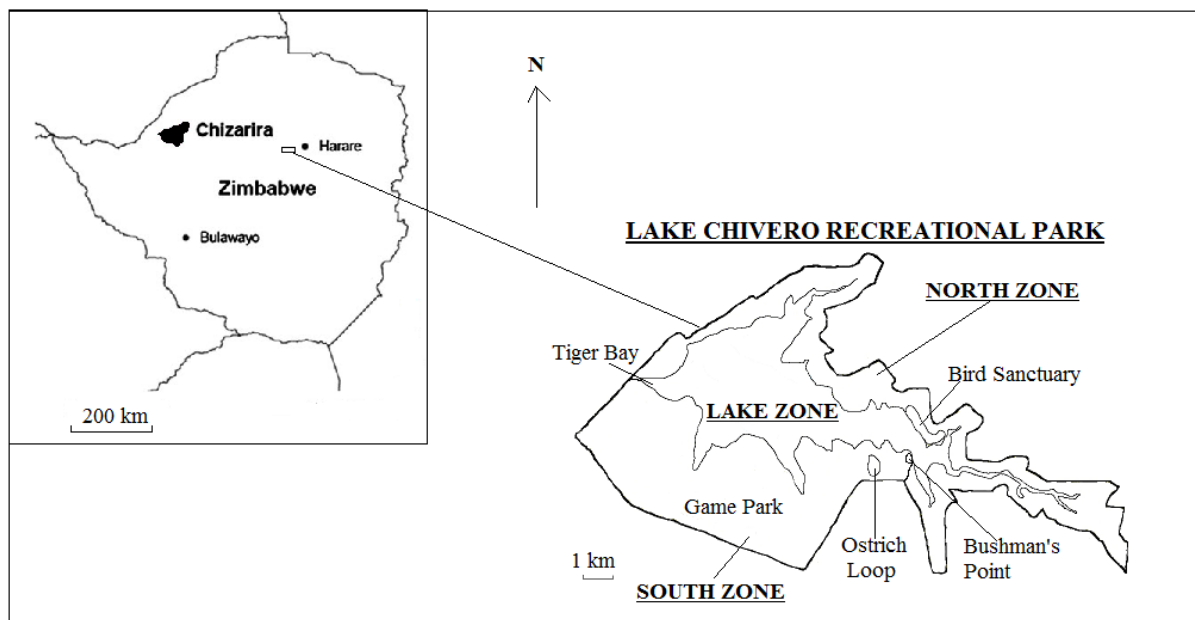 Chizarira
Harare
Zimbabwe
Bulawayo
200 km
N
LAKE CHIVERO RECREATIONAL PARK
NORTH ZONE
Tiger Bay
Bird Sanctuary
LAKE ZONE
Game Park
Ostrich
Loop
Bushman's
Point
1 km
SOUTH ZONE